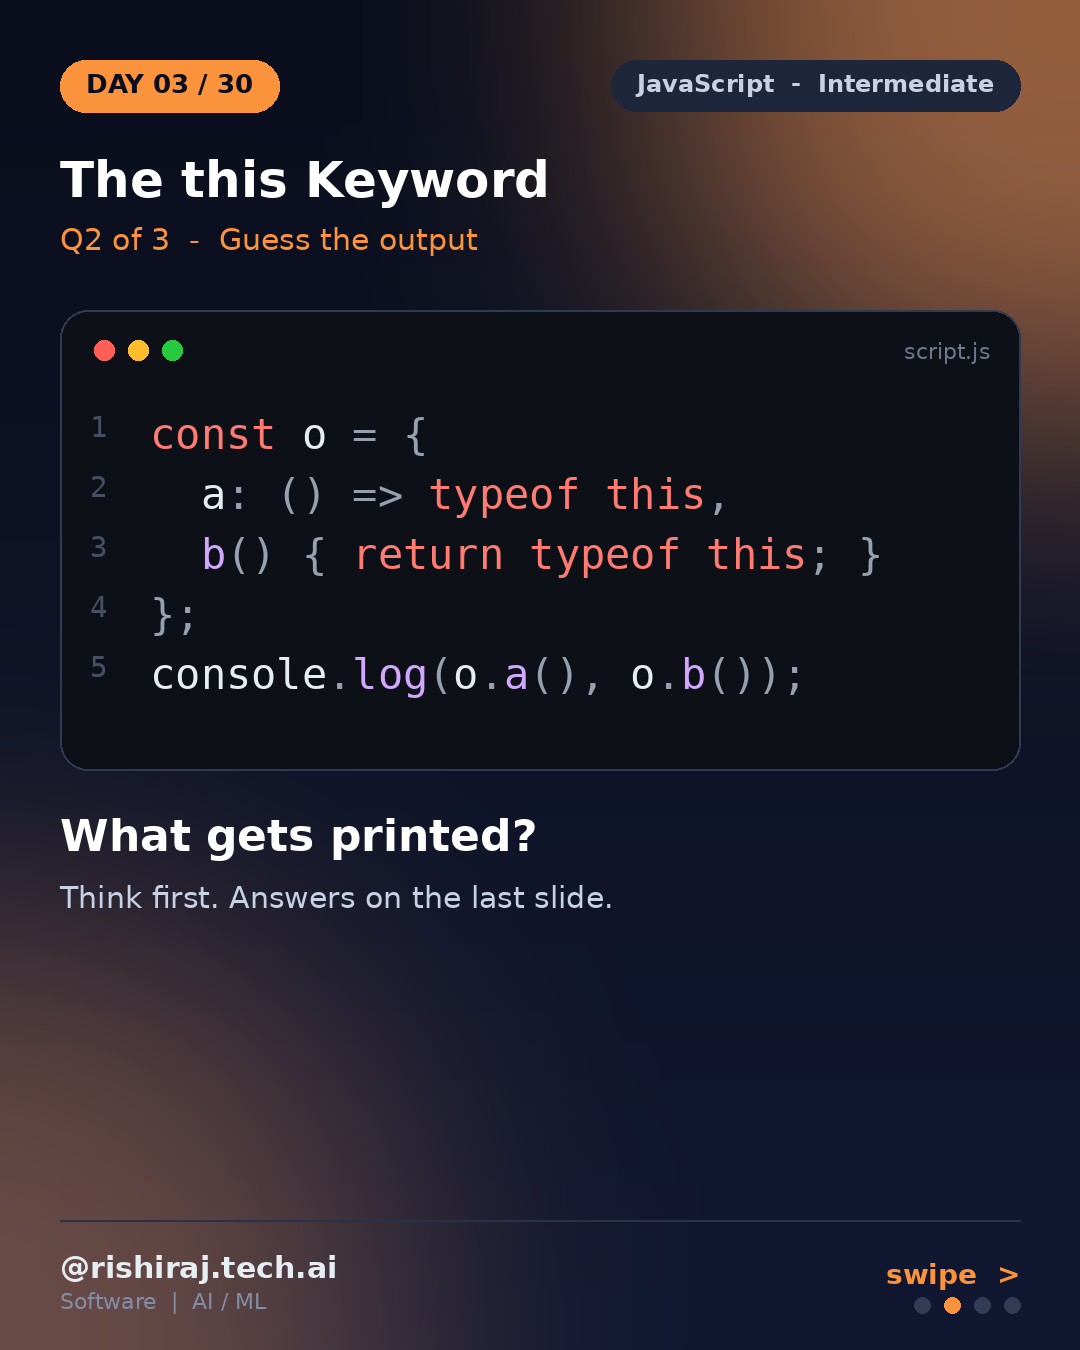 DAY 03 / 30
JavaScript - Intermediate
The this Keyword
Q2 of 3 - Guess the output
script.js
1 const o = {
2   a: () => typeof this,
3   b() { return typeof this; }
4 };
5 console.log(o.a(), o.b());
What gets printed?
Think first. Answers on the last slide.
@rishiraj.tech.ai
Software | AI / ML
swipe >